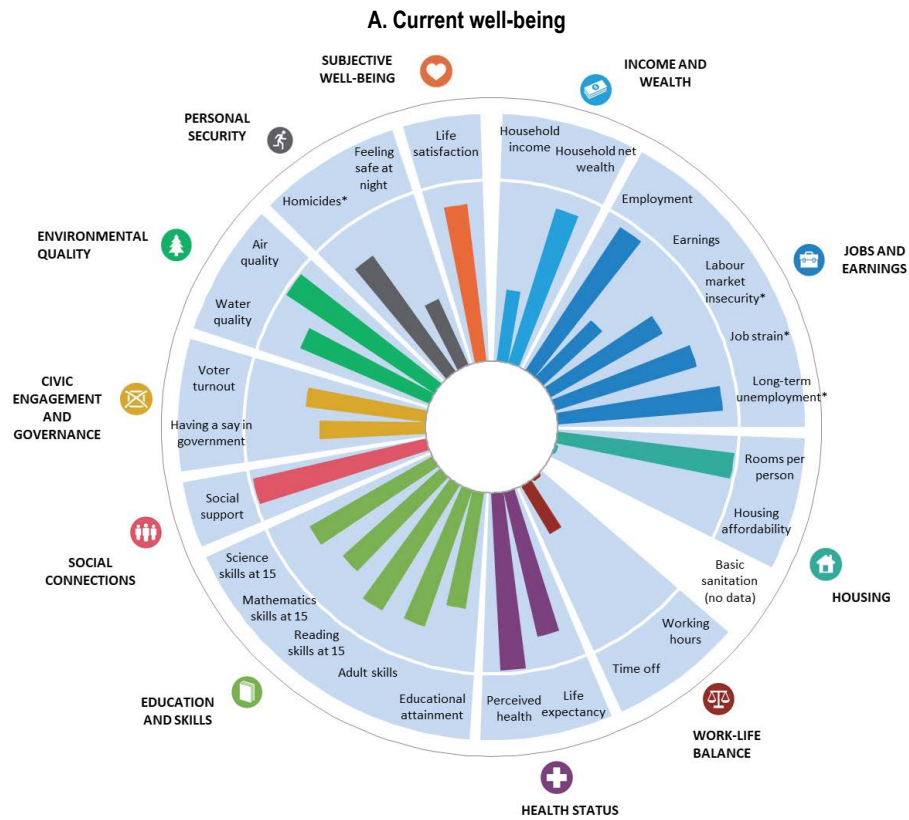 A. Current well-being
SUBJECTIVE
WELL-BEING
INCOME AND
WEALTH
PERSONAL
SECURITY
Life
satisfaction
Household
income
Household net
wealth
Feeling
safe at
night
Homicides*
Employment
Earnings
Labour
market
insecurity*
Job strain*
Long-term
unemployment*
JOBS AND
EARNINGS
ENVIRONMENTAL
QUALITY
Air
quality
Water
quality
CIVIC
ENGAGEMENT
AND
GOVERNANCE
Voter
turnout
Having a say in
government
Rooms per
person
Housing
affordability
Basic
sanitation
(no data)
HOUSING
Social
support
SOCIAL
CONNECTIONS
Science
skills at 15
Mathematics
skills at 15
Reading
skills at 15
Adult skills
Educational
attainment
EDUCATION
AND SKILLS
Perceived
health
Life
expectancy
HEALTH STATUS
Working
hours
Time off
WORK-LIFE
BALANCE